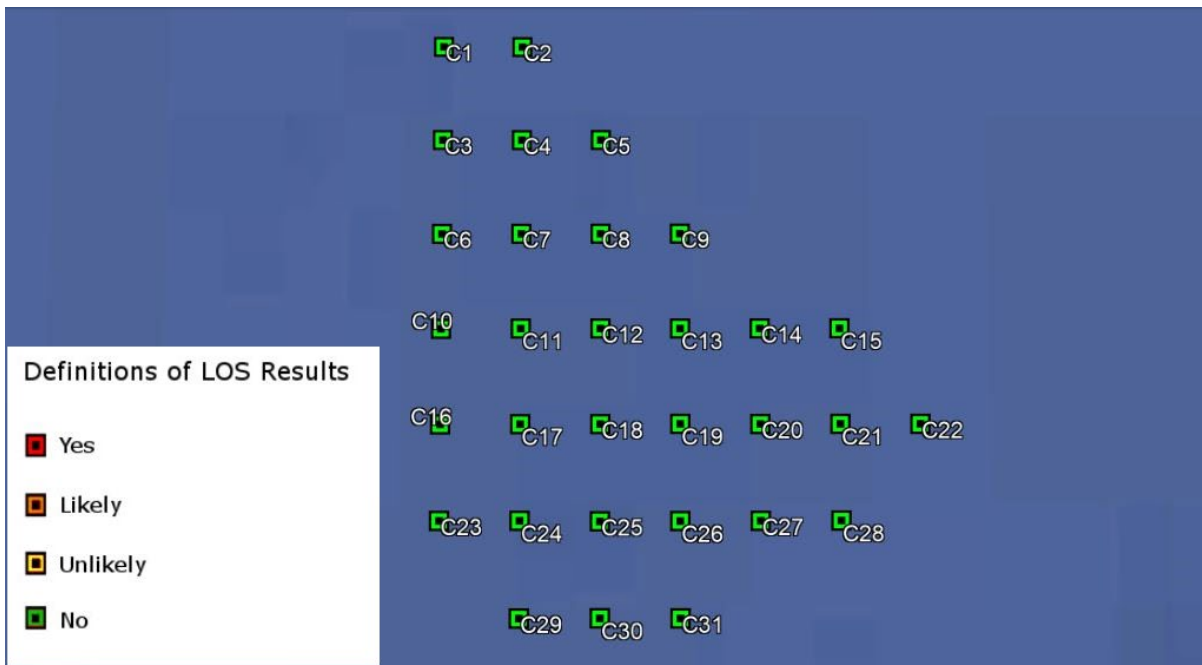 C1 C2
C3 C4 C5
C6 C7 C8 C9
C10 C11 C12 C13 C14 C15
C16 C17 C18 C19 C20 C21 C22
C23 C24 C25 C26 C27 C28
C29 C30 C31
Definitions of LOS Results
Yes
Likely
Unlikely
No